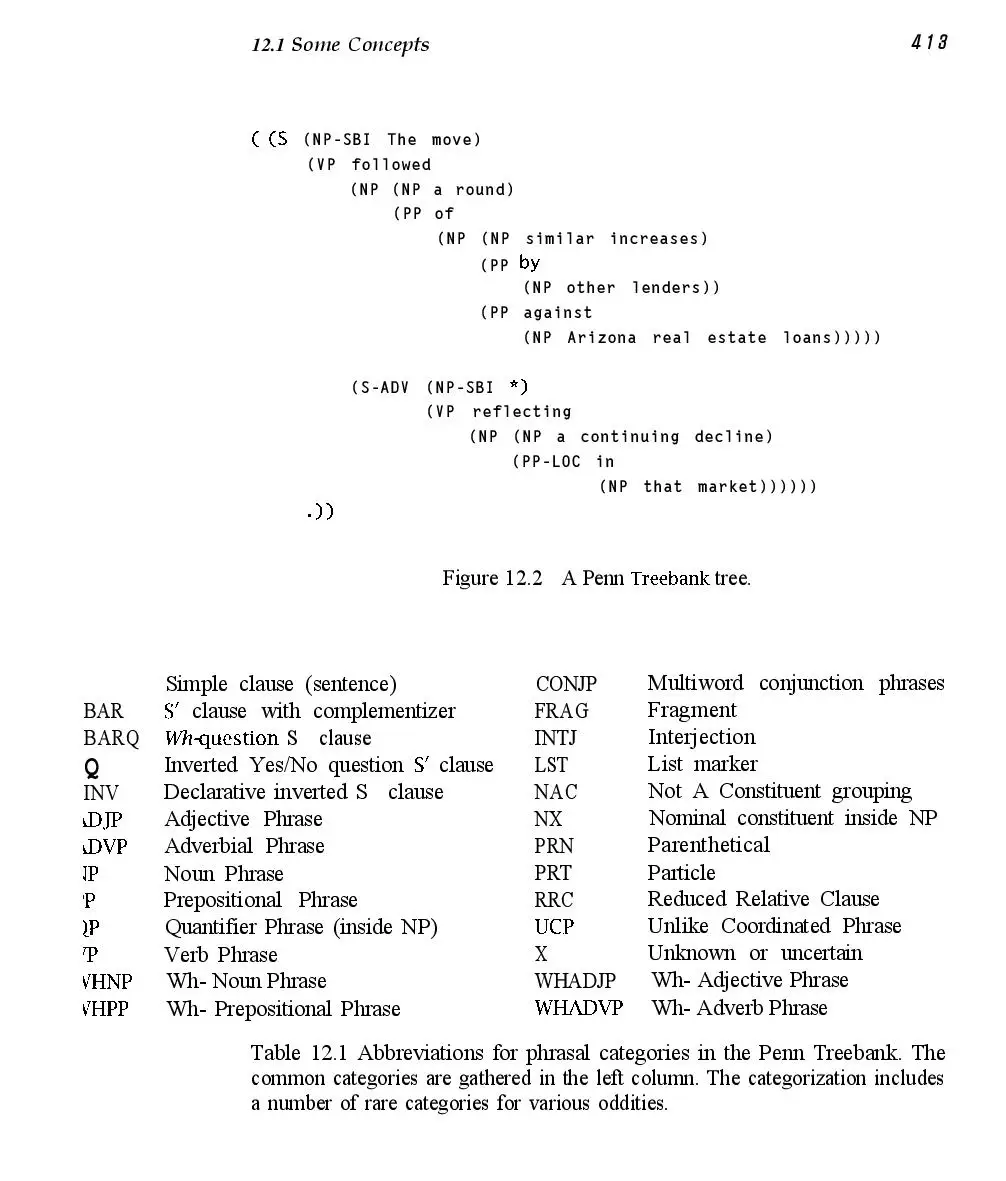 12.1 Some Concepts 413
( (S (NP-SBI The move)
(VP followed
(NP (NP a round)
(PP of
(NP (NP similar increases)
(PP by
(NP other lenders))
(PP against
(NP Arizona real estate loans)))))
(S-ADV (NP-SBI *)
(VP reflecting
(NP (NP a continuing decline)
(PP-LOC in
(NP that market))))))
.))
Figure 12.2 A Penn Treebank tree.
Simple clause (sentence) CONJP Multiword conjunction phrases
BAR S′ clause with complementizer FRAG Fragment
BARQ Wh-question S clause INTJ Interjection
Q Inverted Yes/No question S′ clause LST List marker
INV Declarative inverted S clause NAC Not A Constituent grouping
DJP Adjective Phrase NX Nominal constituent inside NP
DVP Adverbial Phrase PRN Parenthetical
IP Noun Phrase PRT Particle
P Prepositional Phrase RRC Reduced Relative Clause
P Quantifier Phrase (inside NP) UCP Unlike Coordinated Phrase
P Verb Phrase X Unknown or uncertain
VHNP Wh- Noun Phrase WHADJP Wh- Adjective Phrase
VHPP Wh- Prepositional Phrase WHADVP Wh- Adverb Phrase
Table 12.1 Abbreviations for phrasal categories in the Penn Treebank. The
common categories are gathered in the left column. The categorization includes
a number of rare categories for various oddities.